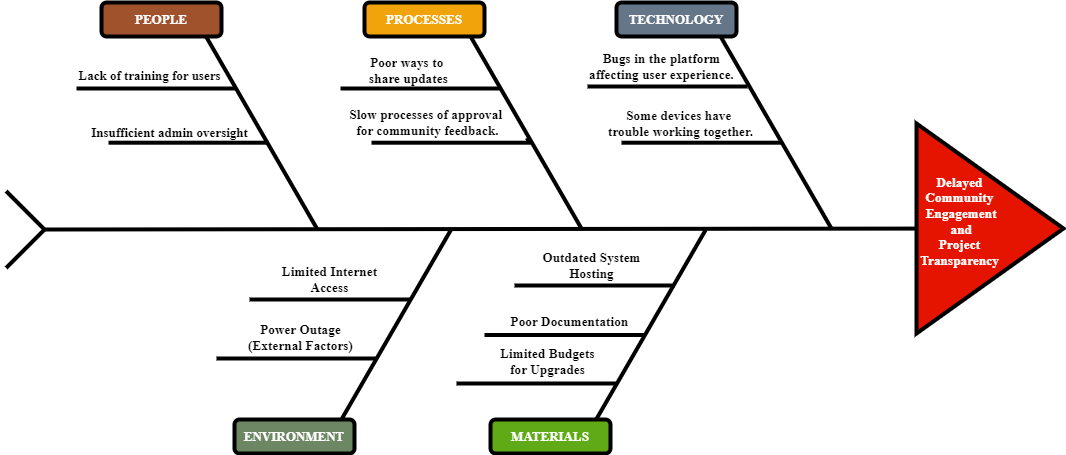 PEOPLE
PROCESSES
TECHNOLOGY
Lack of training for users
Insufficient admin oversight
Poor ways to
share updates
Slow processes of approval
for community feedback.
Bugs in the platform
affecting user experience.
Some devices have
trouble working together.
Delayed
Community
Engagement
and
Project
Transparency
Limited Internet
Access
Power Outage
(External Factors)
Outdated System
Hosting
Poor Documentation
Limited Budgets
for Upgrades
ENVIRONMENT
MATERIALS